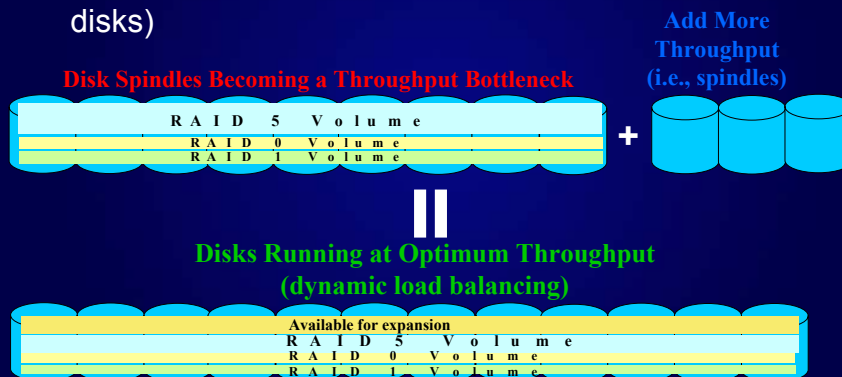 disks)
Add More
Throughput
(i.e., spindles)
Disk Spindles Becoming a Throughput Bottleneck
RAID 5 Volume
RAID 0 Volume
RAID 1 Volume
+
Disks Running at Optimum Throughput
(dynamic load balancing)
Available for expansion
RAID 5 Volume
RAID 0 Volume
RAID 1 Volume